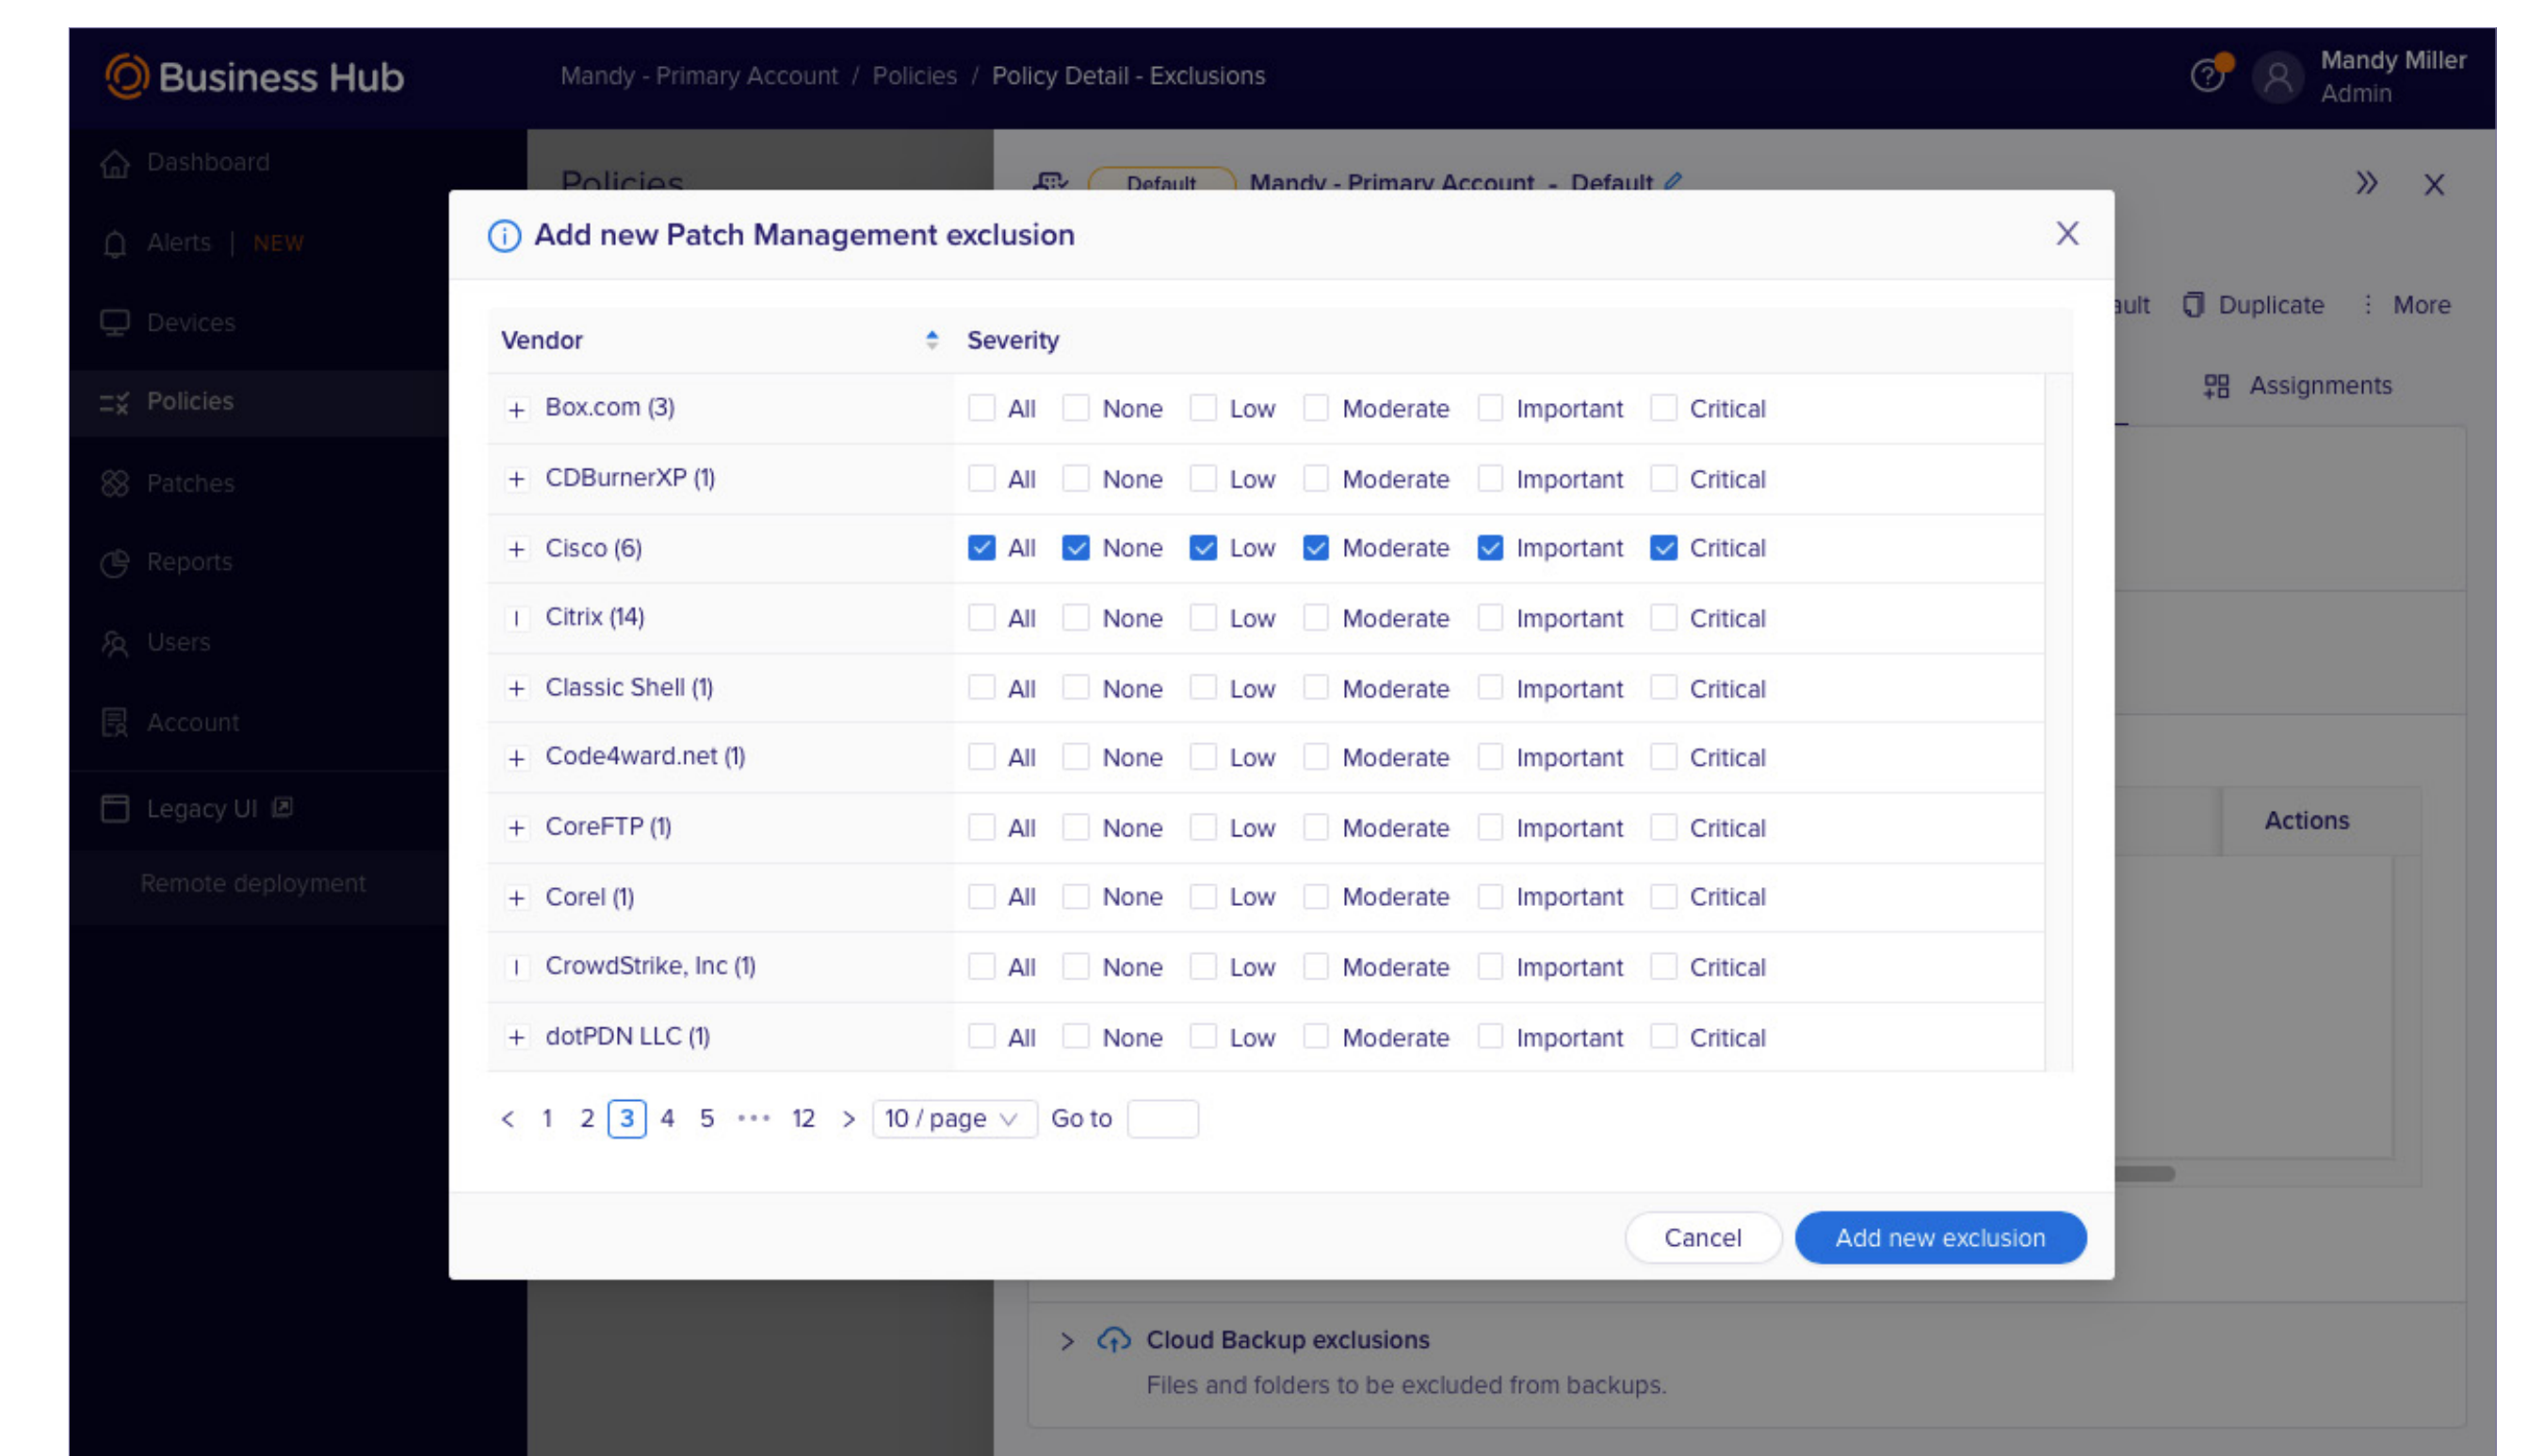 Business Hub
Mandy - Primary Account / Policies / Policy Detail - Exclusions
Mandy Miller
Admin
Dashboard
Alerts | NEW
Devices
Policies
Patches
Reports
Users
Account
Legacy UI
Remote deployment
Policies
Default Mandy - Primary Account - Default
ault Duplicate More
Assignments
Actions
Add new Patch Management exclusion
Vendor Severity
Box.com (3) All None Low Moderate Important Critical
CDBurnerXP (1) All None Low Moderate Important Critical
Cisco (6) All None Low Moderate Important Critical
Citrix (14) All None Low Moderate Important Critical
Classic Shell (1) All None Low Moderate Important Critical
Code4ward.net (1) All None Low Moderate Important Critical
CoreFTP (1) All None Low Moderate Important Critical
Corel (1) All None Low Moderate Important Critical
CrowdStrike, Inc (1) All None Low Moderate Important Critical
dotPDN LLC (1) All None Low Moderate Important Critical
< 1 2 3 4 5 ••• 12 > 10 / page Go to
Cancel Add new exclusion
Cloud Backup exclusions
Files and folders to be excluded from backups.